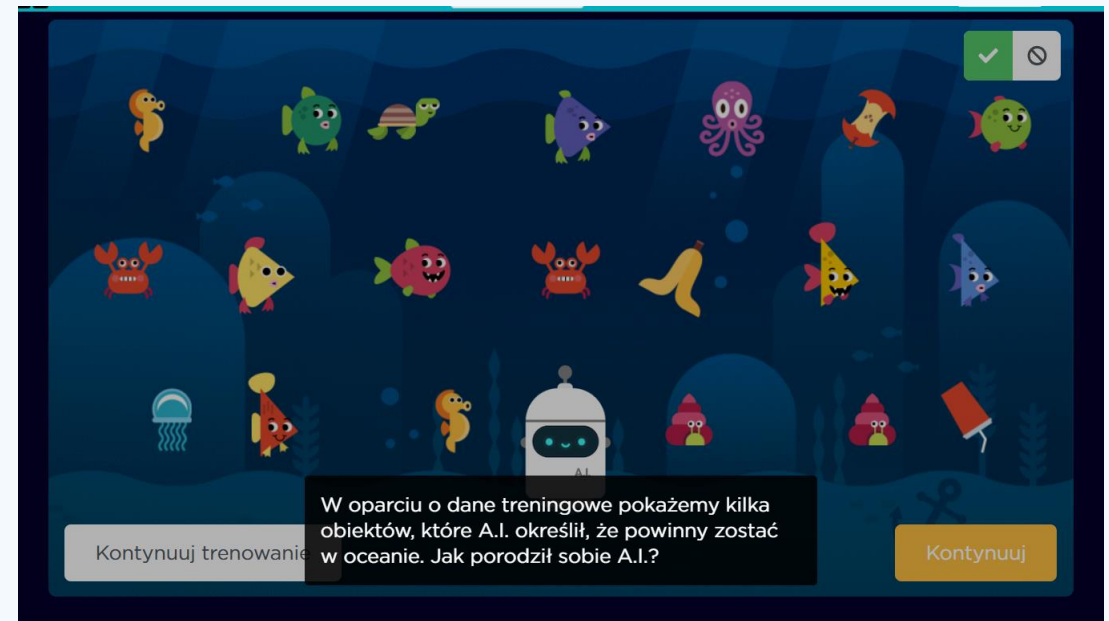 A.I.
W oparciu o dane treningowe pokażemy kilka
obiektów, które A.I. określił, że powinny zostać
w oceanie. Jak porodził sobie A.I.?
Kontynuuj trenowanie
Kontynuuj